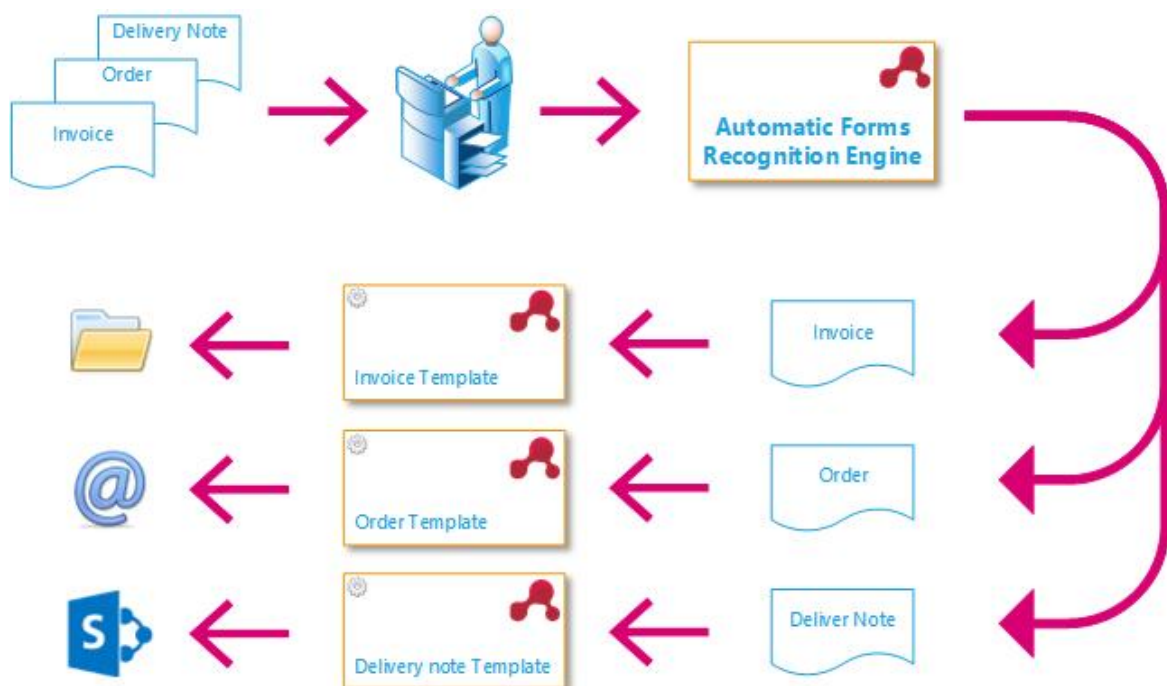 Delivery Note
Order
Invoice
Automatic Forms
Recognition Engine
Invoice Template
Invoice
@
Order Template
Order
S
Delivery note Template
Deliver Note